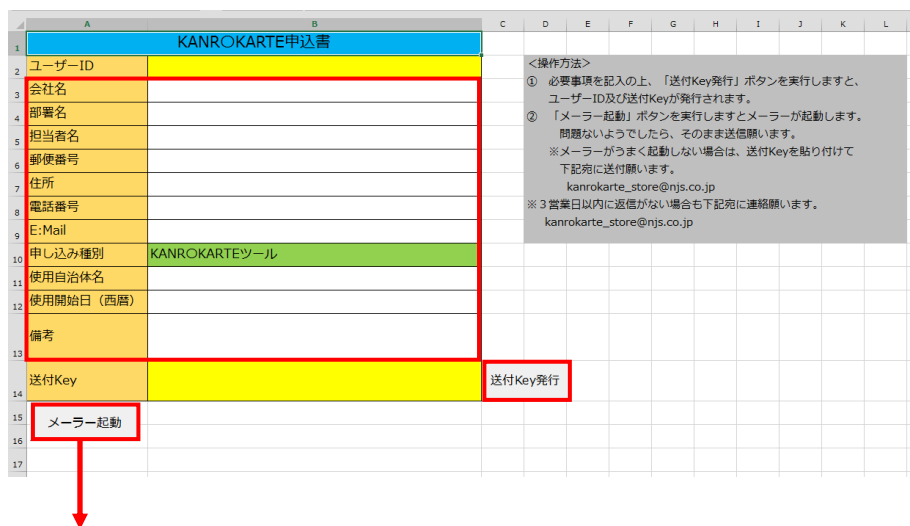 A B C D E F G H I J K L
1 KANR○KARTE申込書
2 ユーザーID
3 会社名
4 部署名
5 担当者名
6 郵便番号
7 住所
8 電話番号
9 E:Mail
10 申し込み種別 KANR○KARTEツール
11 使用自治体名
12 使用開始日（西暦）
13 備考
14 送付Key 送付Key発行
15 メーラー起動
16
17
＜操作方法＞
① 必要事項を記入の上、「送付Key発行」ボタンを実行しますと、
ユーザーID及び送付Keyが発行されます。
② 「メーラー起動」ボタンを実行しますとメーラーが起動します。
問題ないようでしたら、そのまま送信願います。
※メーラーがうまく起動しない場合は、送付Keyを貼り付けて
下記宛に送付願います。
kanrokarte_store@njs.co.jp
※３営業日以内に返信がない場合も下記宛に連絡願います。
kanrokarte_store@njs.co.jp